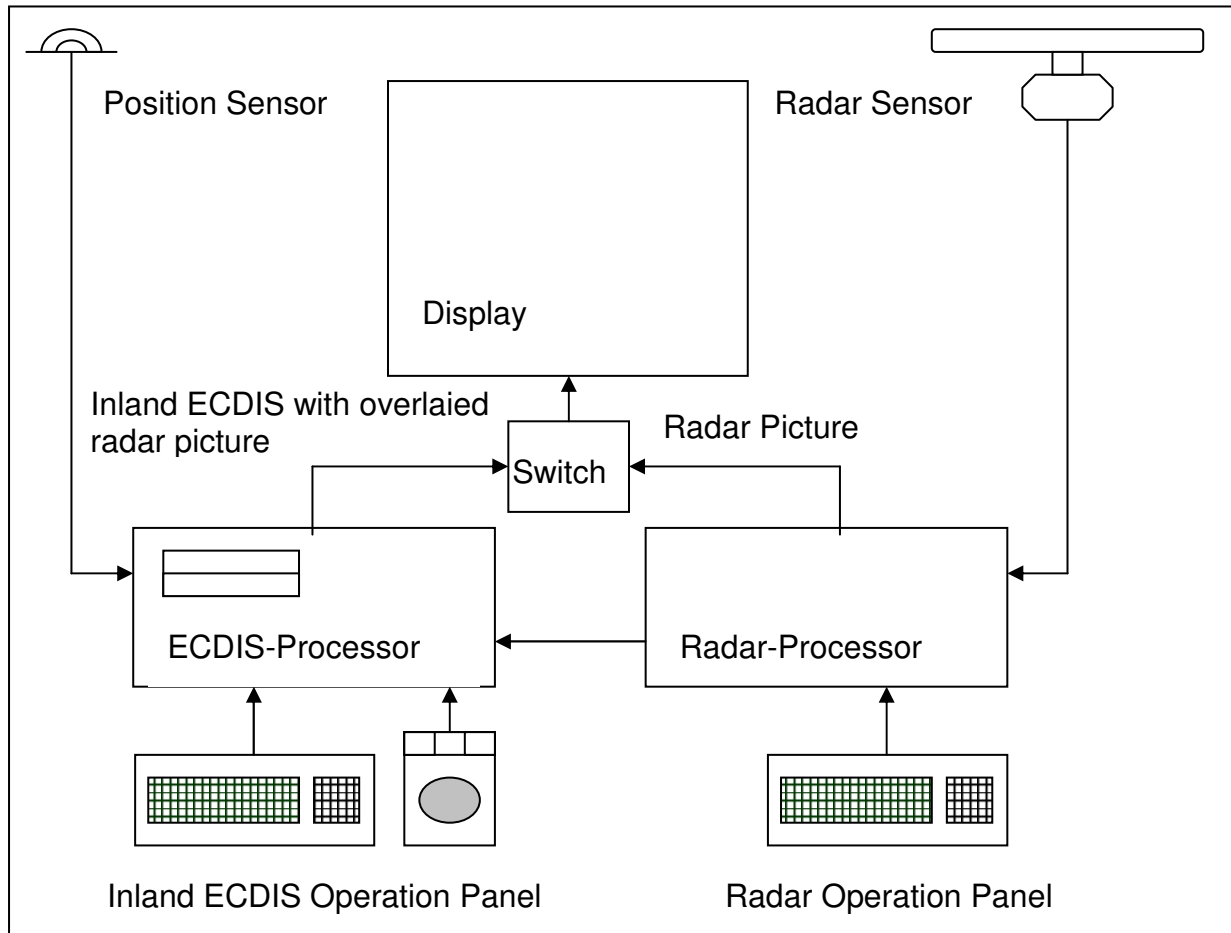 Position Sensor
Radar Sensor
Display
Inland ECDIS with overlaied
radar picture
Radar Picture
Switch
ECDIS-Processor
Radar-Processor
Inland ECDIS Operation Panel
Radar Operation Panel